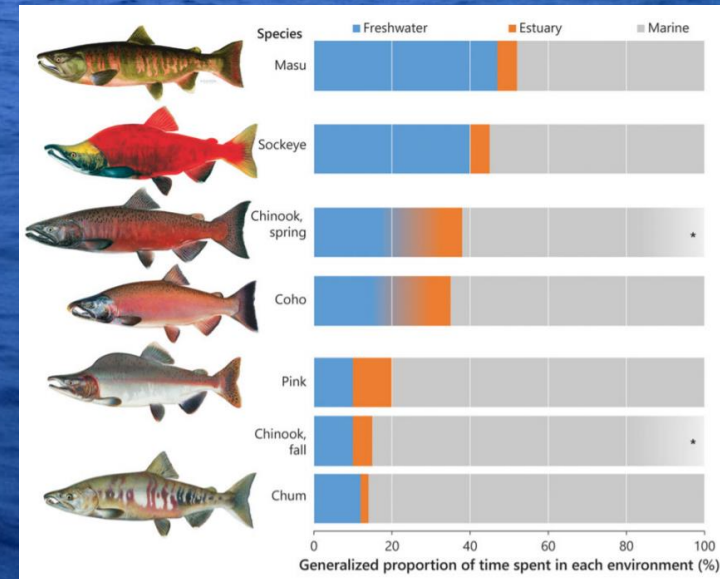 Species
Freshwater
Estuary
Marine
Masu
Sockeye
Chinook,
spring
*
Coho
Pink
Chinook,
fall
*
Chum
0 20 40 60 80 100
Generalized proportion of time spent in each environment (%)